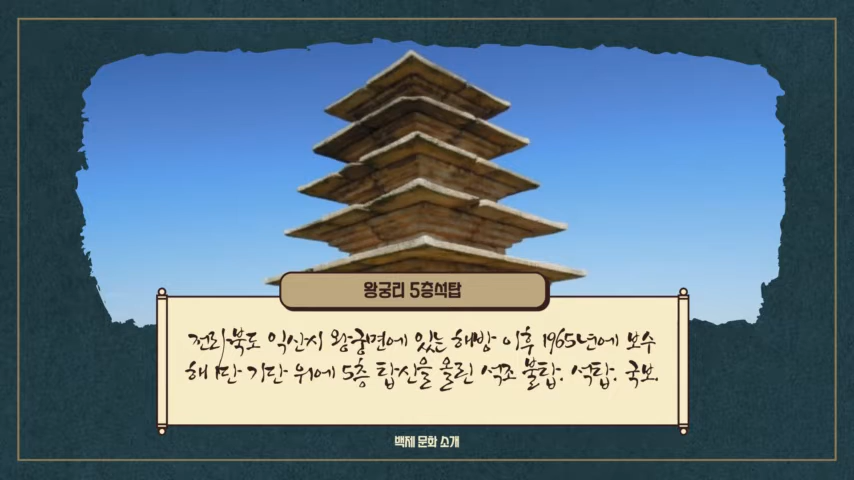 왕궁리 5층석탑
전라북도 익산시 왕궁면에 있는 해방 이후 1965년에 보수
해 1단 기단 위에 5층 탑신을 올린 석조 불탑. 석탑. 국보.
백제 문화 소개